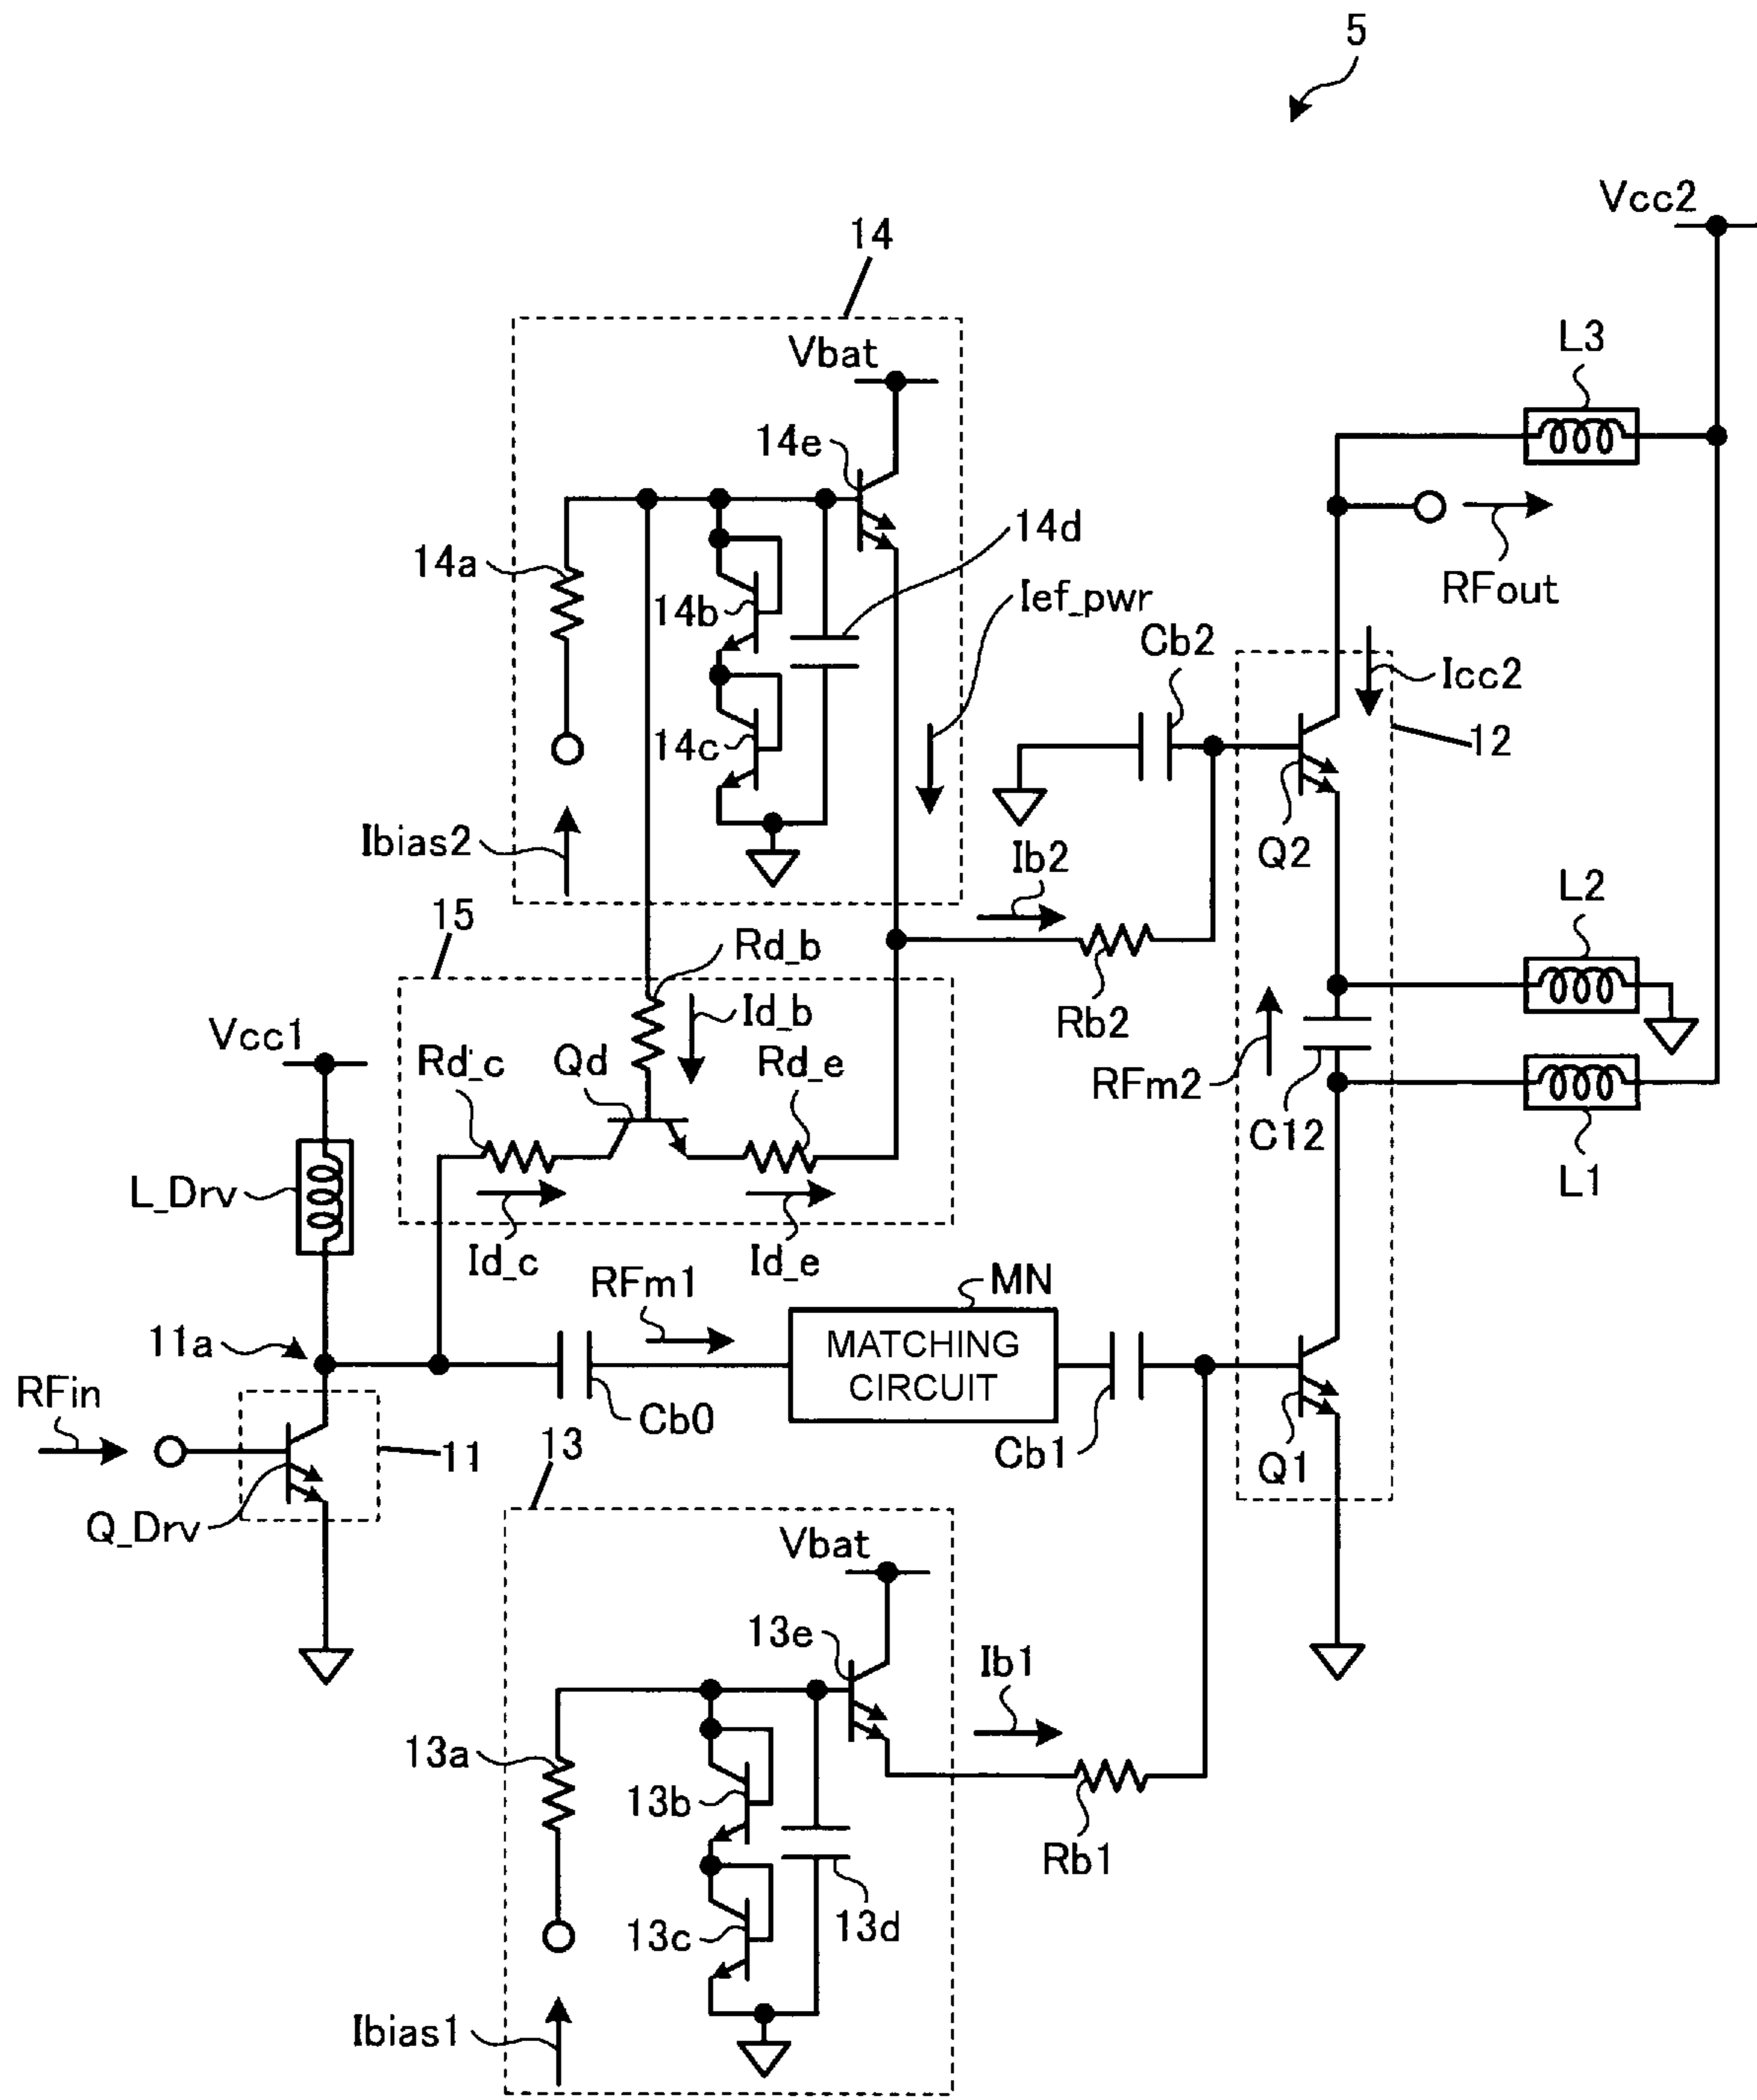 5
Vcc2
14
Vbat
L3
14e
14d
14a
Ief_pwr
RFout
14b
Cb2
Icc2
14c
12
Ibias2
Q2
Ib2
L2
15
Rd_b
Id_b
Rb2
Vcc1
Rd_c
Qd
Rd_e
RFm2
C12
L1
L_Drv
Id_c
Id_e
RFm1
MN
11a
MATCHING
CIRCUIT
RFin
Cb0
Cb1
Q1
11
13
Q_Drv
Vbat
13e
Ib1
13a
13b
Rb1
13c
13d
Ibias1